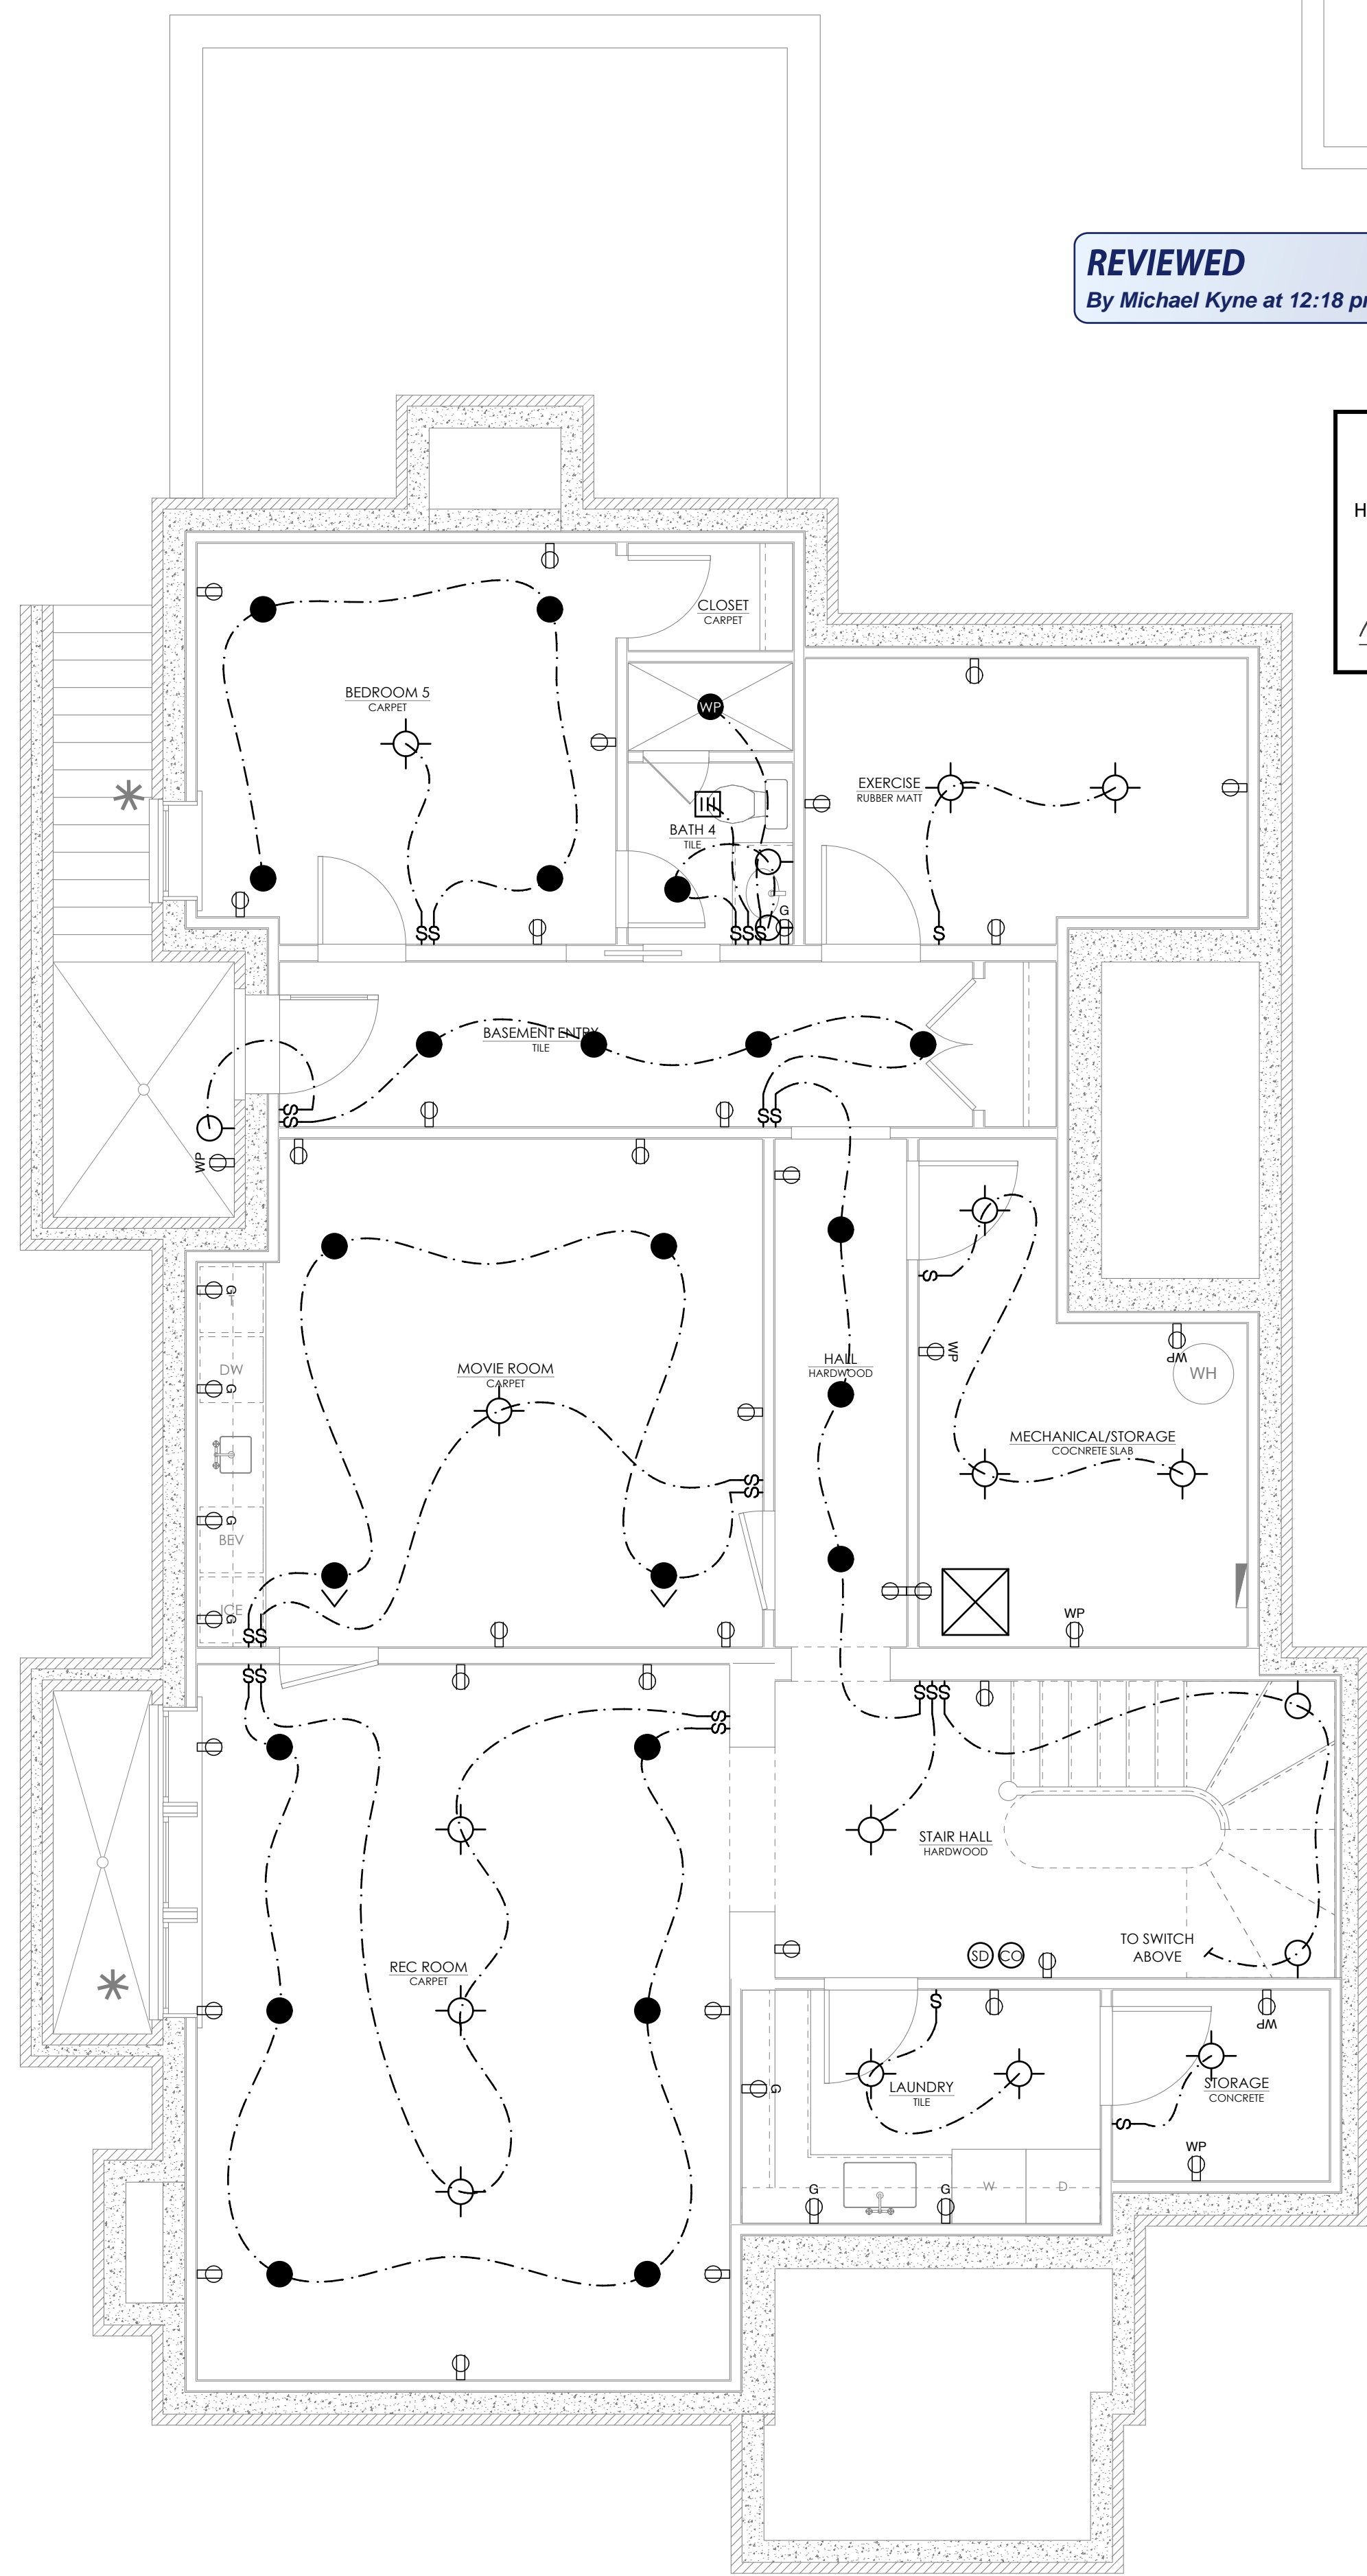 REVIEWED
By Michael Kyne at 12:18 p
H
CLOSET
CARPET
BEDROOM 5
CARPET
WP
EXERCISE
RUBBER MATT
BATH 4
TILE
G
S S
S S S
S
BASEMENT ENTRY
TILE
S S
S S
WP
S
G
MOVIE ROOM
CARPET
DW
G
HALL
HARDWOOD
WP
WP
WH
MECHANICAL/STORAGE
COCNRETE SLAB
S S
G
BEV
ICE
G
WP
S S
S S
S S S
S S
STAIR HALL
HARDWOOD
TO SWITCH
ABOVE
SD CO
REC ROOM
CARPET
S
WP
G
LAUNDRY
TILE
STORAGE
CONCRETE
S
WP
G
G
W
D